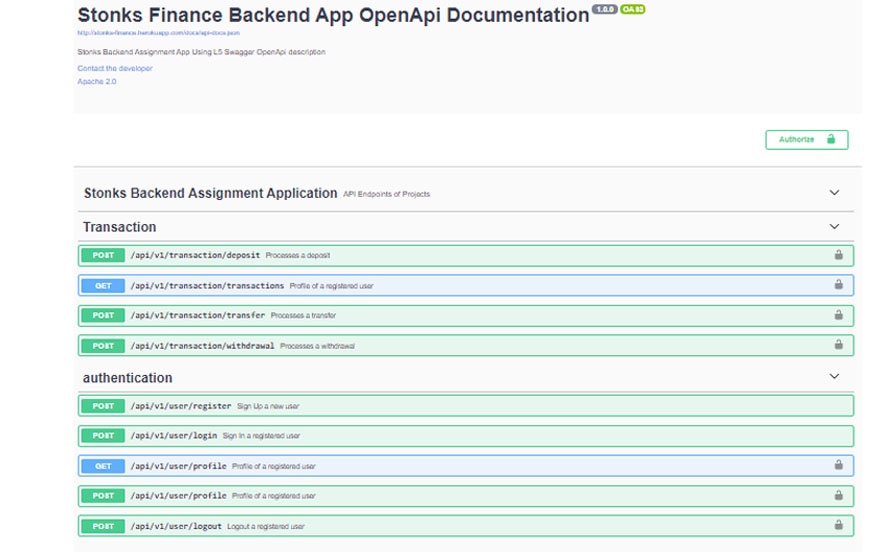 Stonks Finance Backend App OpenApi Documentation 1.0.0 OA S3
http://stonks-finance.herokuapp.com/docs/api-docs.json
Stonks Backend Assignment App Using L5 Swagger OpenApi description
Contact the developer
Apache 2.0
Authorize
Stonks Backend Assignment Application API Endpoints of Projects
Transaction
POST /api/v1/transaction/deposit Processes a deposit
GET /api/v1/transaction/transactions Profile of a registered user
POST /api/v1/transaction/transfer Processes a transfer
POST /api/v1/transaction/withdrawal Processes a withdrawal
authentication
POST /api/v1/user/register Sign Up a new user
POST /api/v1/user/login Sign In a registered user
GET /api/v1/user/profile Profile of a registered user
POST /api/v1/user/profile Profile of a registered user
POST /api/v1/user/logout Logout a registered user